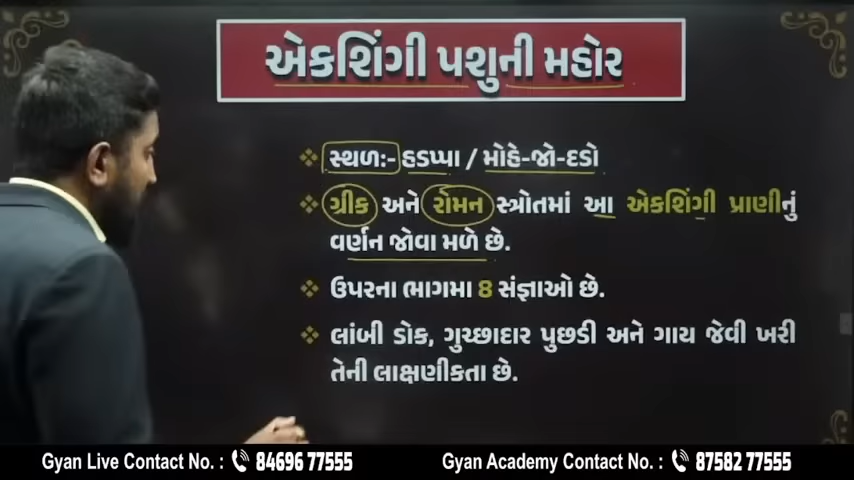 એકશિંગી પશુની મહોર
❖ સ્થળ:- હડપ્પા / મોહે-જો-દડો
❖ ગ્રીક અને રોમન સ્ત્રોતમાં આ એકશિંગી પ્રાણીનું
વર્ણન જોવા મળે છે.
❖ ઉપરના ભાગમા 8 સંજ્ઞાઓ છે.
❖ લાંબી ડોક, ગુચ્છાદાર પુછડી અને ગાય જેવી ખરી
તેની લાક્ષણીકતા છે.
Gyan Live Contact No. : 84696 77555 Gyan Academy Contact No. : 87582 77555